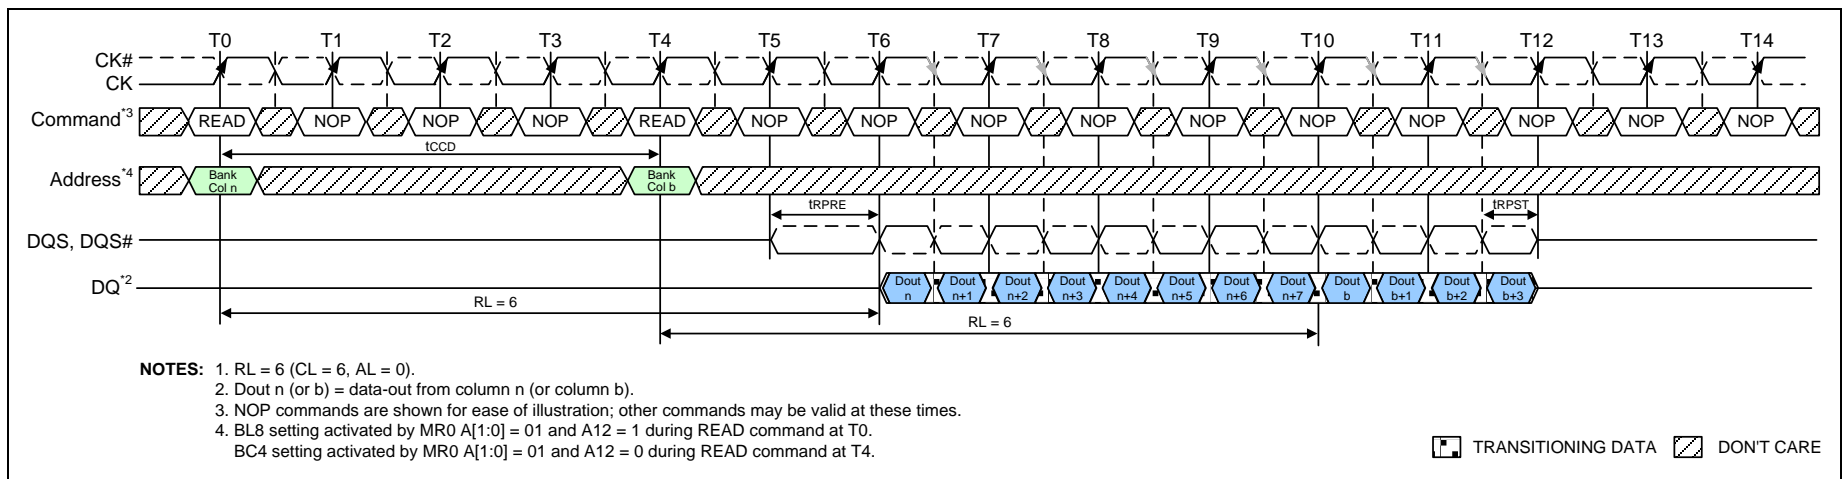 T0 T1 T2 T3 T4 T5 T6 T7 T8 T9 T10 T11 T12 T13 T14
CK#
CK
Command*3 READ NOP NOP NOP READ NOP NOP NOP NOP NOP NOP NOP NOP NOP NOP
tCCD
Address*4 Bank Col n Bank Col b
tRPRE tRPST
DQS, DQS#
DQ*2 Dout n Dout n+1 Dout n+2 Dout n+3 Dout n+4 Dout n+5 Dout n+6 Dout n+7 Dout b Dout b+1 Dout b+2 Dout b+3
RL = 6
RL = 6
NOTES: 1. RL = 6 (CL = 6, AL = 0).
2. Dout n (or b) = data-out from column n (or column b).
3. NOP commands are shown for ease of illustration; other commands may be valid at these times.
4. BL8 setting activated by MR0 A[1:0] = 01 and A12 = 1 during READ command at T0.
BC4 setting activated by MR0 A[1:0] = 01 and A12 = 0 during READ command at T4.
TRANSITIONING DATA DON'T CARE